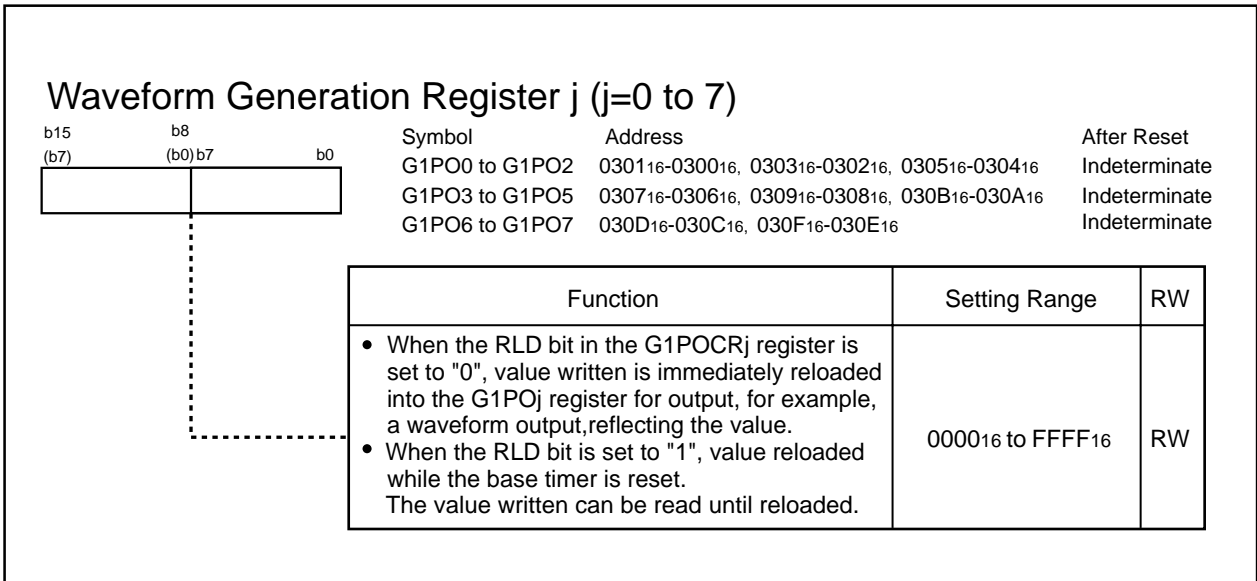 Waveform Generation Register j (j=0 to 7)
b15 b8
(b7) (b0) b7 b0
Symbol Address After Reset
G1PO0 to G1PO2 030116-030016, 030316-030216, 030516-030416 Indeterminate
G1PO3 to G1PO5 030716-030616, 030916-030816, 030B16-030A16 Indeterminate
G1PO6 to G1PO7 030D16-030C16, 030F16-030E16 Indeterminate
Function Setting Range RW
• When the RLD bit in the G1POCRj register is
set to "0", value written is immediately reloaded
into the G1POj register for output, for example,
a waveform output,reflecting the value.
• When the RLD bit is set to "1", value reloaded
while the base timer is reset.
The value written can be read until reloaded.
000016 to FFFF16 RW